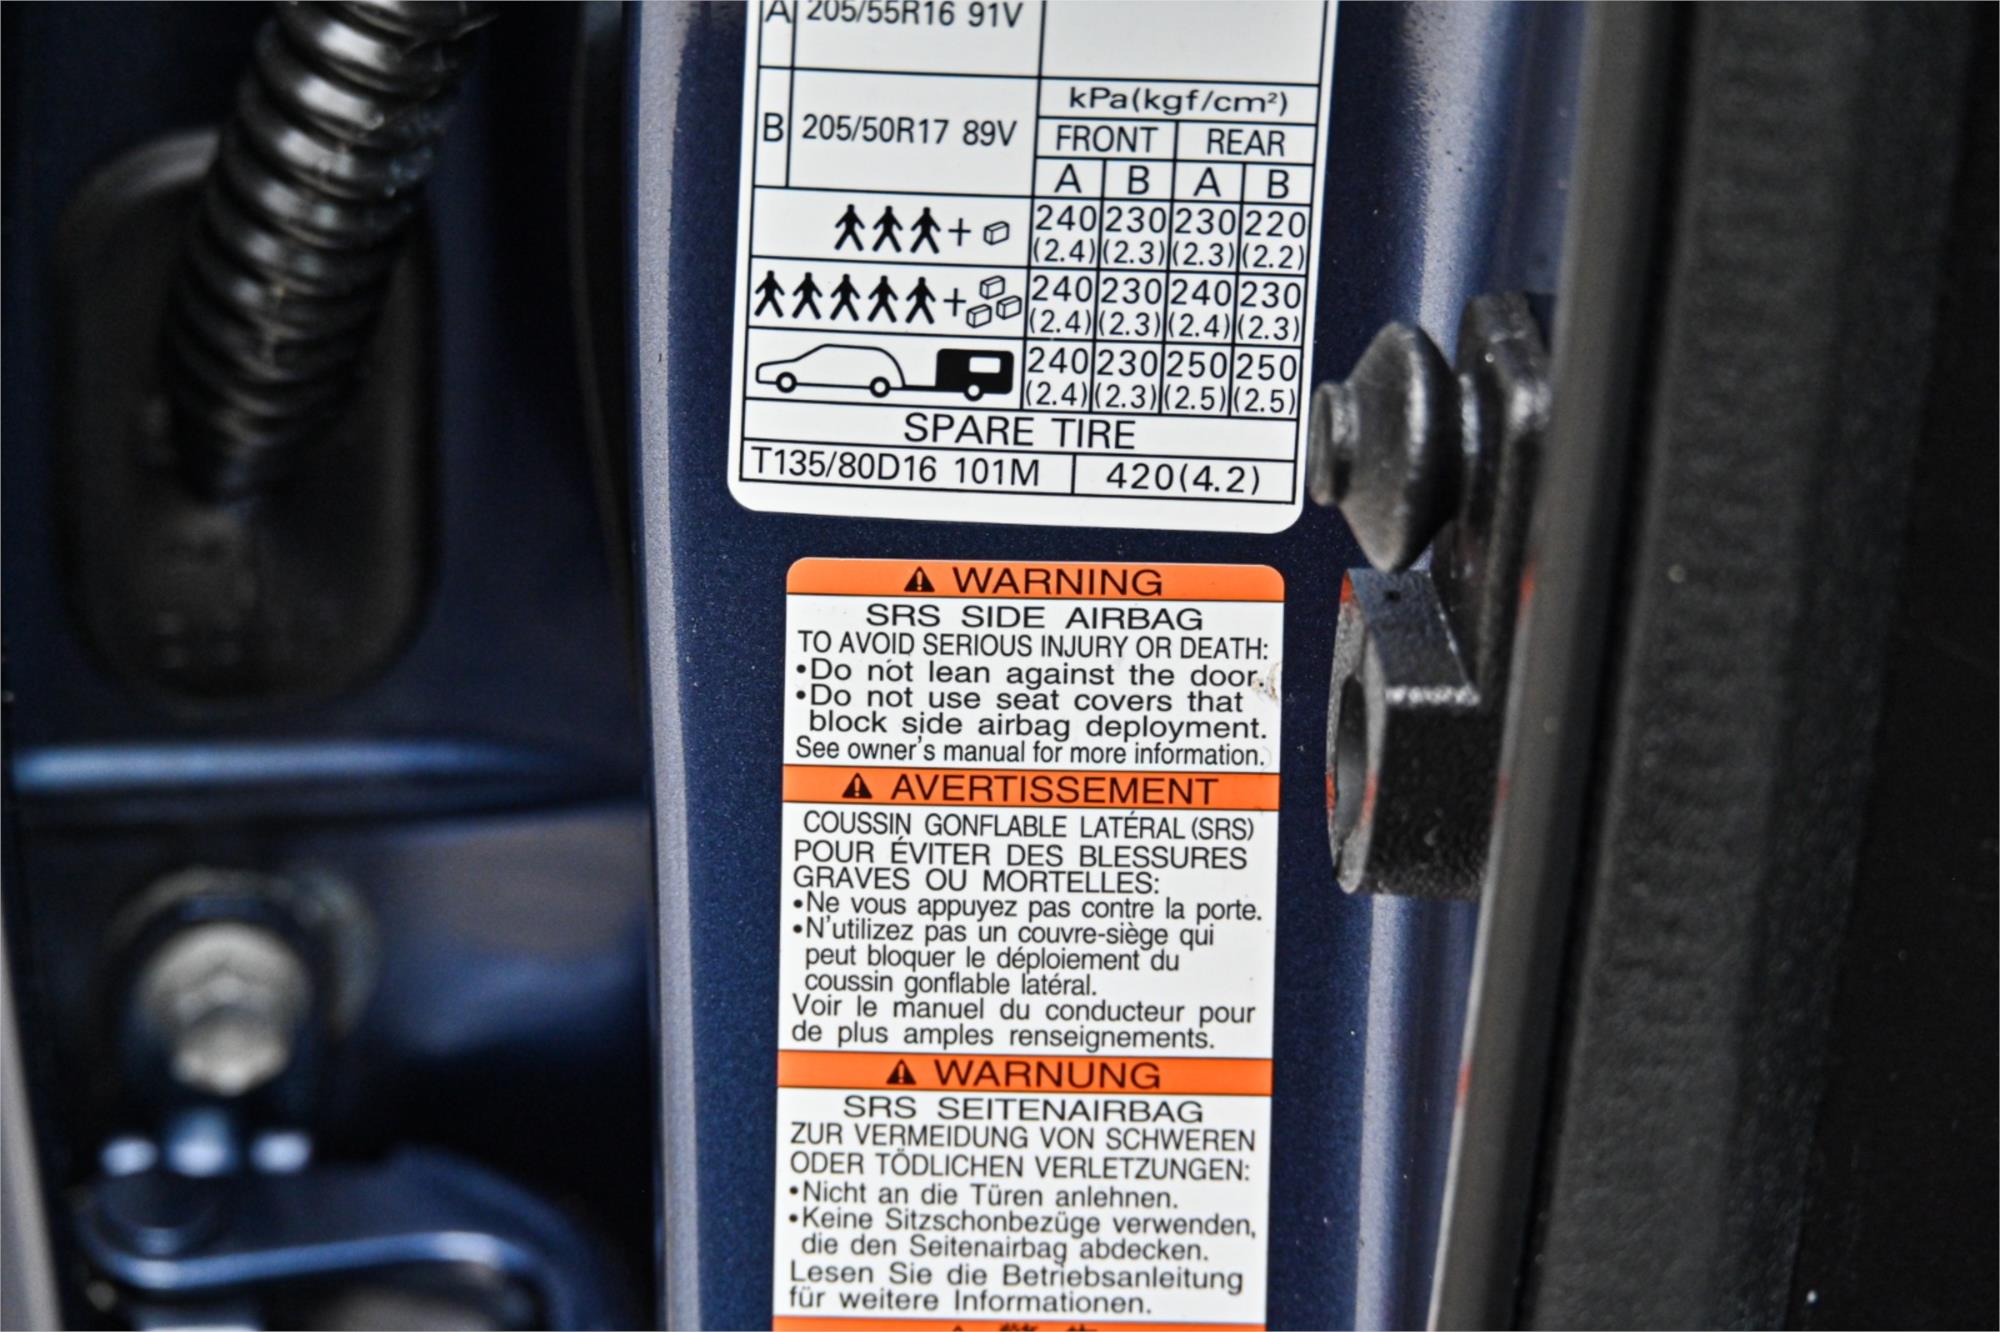 A 205/55R16 91V
kPa(kgf/cm²)
B 205/50R17 89V
FRONT REAR
A B A B
+ 240 230 230 220
(2.4) (2.3) (2.3) (2.2)
+ 240 230 240 230
(2.4) (2.3) (2.4) (2.3)
240 230 250 250
(2.4) (2.3) (2.5) (2.5)
SPARE TIRE
T135/80D16 101M 420(4.2)
WARNING
SRS SIDE AIRBAG
TO AVOID SERIOUS INJURY OR DEATH:
•Do not lean against the door.
•Do not use seat covers that
block side airbag deployment.
See owner's manual for more information.
AVERTISSEMENT
COUSSIN GONFLABLE LATÉRAL (SRS)
POUR ÉVITER DES BLESSURES
GRAVES OU MORTELLES:
•Ne vous appuyez pas contre la porte.
•N'utilizez pas un couvre-siège qui
peut bloquer le déploiement du
coussin gonflable latéral.
Voir le manuel du conducteur pour
de plus amples renseignements.
WARNUNG
SRS SEITENAIRBAG
ZUR VERMEIDUNG VON SCHWEREN
ODER TÖDLICHEN VERLETZUNGEN:
•Nicht an die Türen anlehnen.
•Keine Sitzschonbezüge verwenden,
die den Seitenairbag abdecken.
Lesen Sie die Betriebsanleitung
für weitere Informationen.